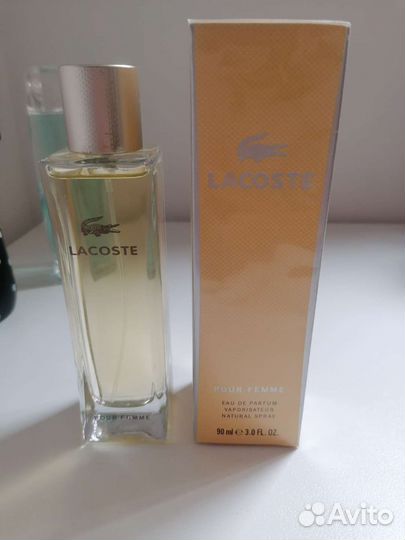 LACOSTE
POUR FEMME
LACOSTE
POUR FEMME
EAU DE PARFUM
VAPORISATEUR
NATURAL SPRAY
90 ml ℮ 3.0 FL. OZ.
Avito